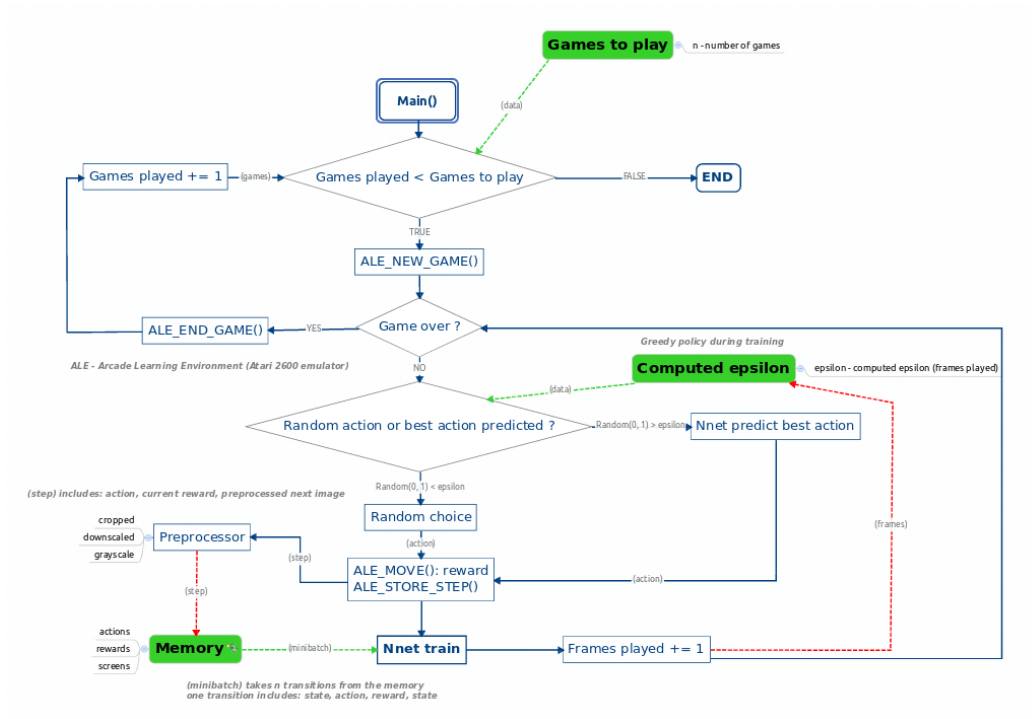 Games to play
n - number of games
Main()
(data)
Games played += 1
(games)
Games played < Games to play
FALSE
END
TRUE
ALE_NEW_GAME()
ALE_END_GAME()
YES
Game over ?
Greedy policy during training
ALE - Arcade Learning Environment (Atari 2600 emulator)
NO
Computed epsilon
epsilon - computed epsilon (frames played)
(data)
Random action or best action predicted ?
Random(0, 1) > epsilon
Nnet predict best action
Random(0, 1) < epsilon
(step) includes: action, current reward, preprocessed next image
Random choice
cropped
downscaled
grayscale
Preprocessor
(frames)
(action)
(step)
ALE_MOVE(): reward
ALE_STORE_STEP()
(action)
(step)
actions
rewards
screens
Memory
(minibatch)
Nnet train
Frames played += 1
(minibatch) takes n transitions from the memory
one transition includes: state, action, reward, state